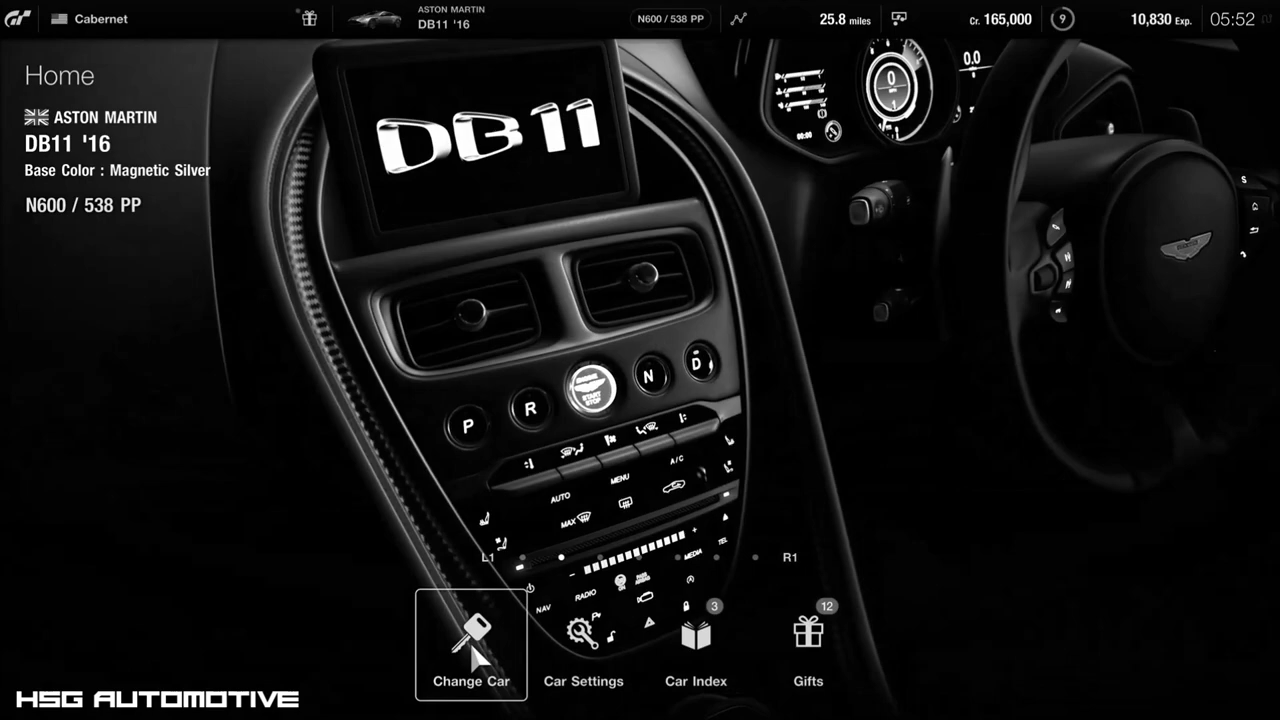 Cabernet
ASTON MARTIN
DB11 '16
N600 / 538 PP
25.8 miles
Cr. 165,000
9
10,830 Exp.
05:52
Home
ASTON MARTIN
DB11 '16
Base Color : Magnetic Silver
N600 / 538 PP
DB11
0.0
0
P
R
START
STOP
N
D
A/C
MENU
AUTO
MAX
L1
R1
TEL
MEDIA
RADIO
NAV
3
12
Change Car
Car Settings
Car Index
Gifts
HSG AUTOMOTIVE